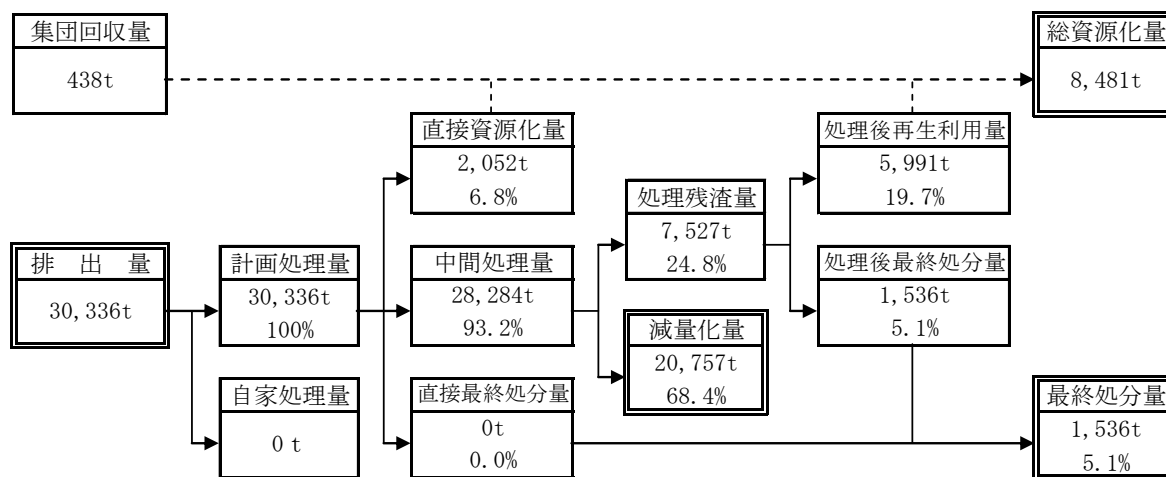 集団回収量
438t
総資源化量
8,481t
直接資源化量
2,052t
6.8%
処理後再生利用量
5,991t
19.7%
処理残渣量
7,527t
24.8%
排 出 量
30,336t
計画処理量
30,336t
100%
中間処理量
28,284t
93.2%
処理後最終処分量
1,536t
5.1%
減量化量
20,757t
68.4%
自家処理量
0 t
直接最終処分量
0t
0.0%
最終処分量
1,536t
5.1%